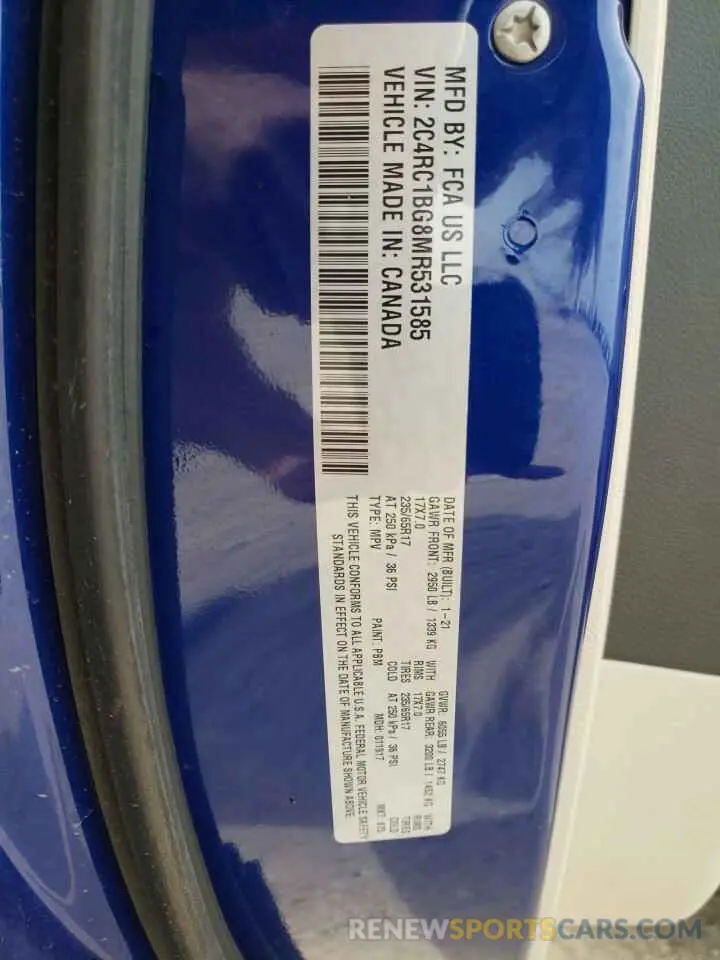 MFD BY: FCA US LLC
VIN: 2C4RC1BG8MR531585
VEHICLE MADE IN: CANADA
DATE OF MFR (BUILT): 1-21 GVWR: 6055 LB / 2747 KG
GAWR FRONT: 2950 LB / 1339 KG WITH GAWR REAR: 3200 LB / 1452 KG WITH
17X7.0 RIMS 17X7.0 RIMS
235/65R17 TIRES 235/65R17 TIRES
AT 250 kPa / 36 PSI COLD AT 250 kPa / 36 PSI COLD
TYPE: MPV PAINT: PBM MDH: 011917
THIS VEHICLE CONFORMS TO ALL APPLICABLE U.S.A. FEDERAL MOTOR VEHICLE SAFETY
STANDARDS IN EFFECT ON THE DATE OF MANUFACTURE SHOWN ABOVE.
RENEWSPORTSCARS.COM